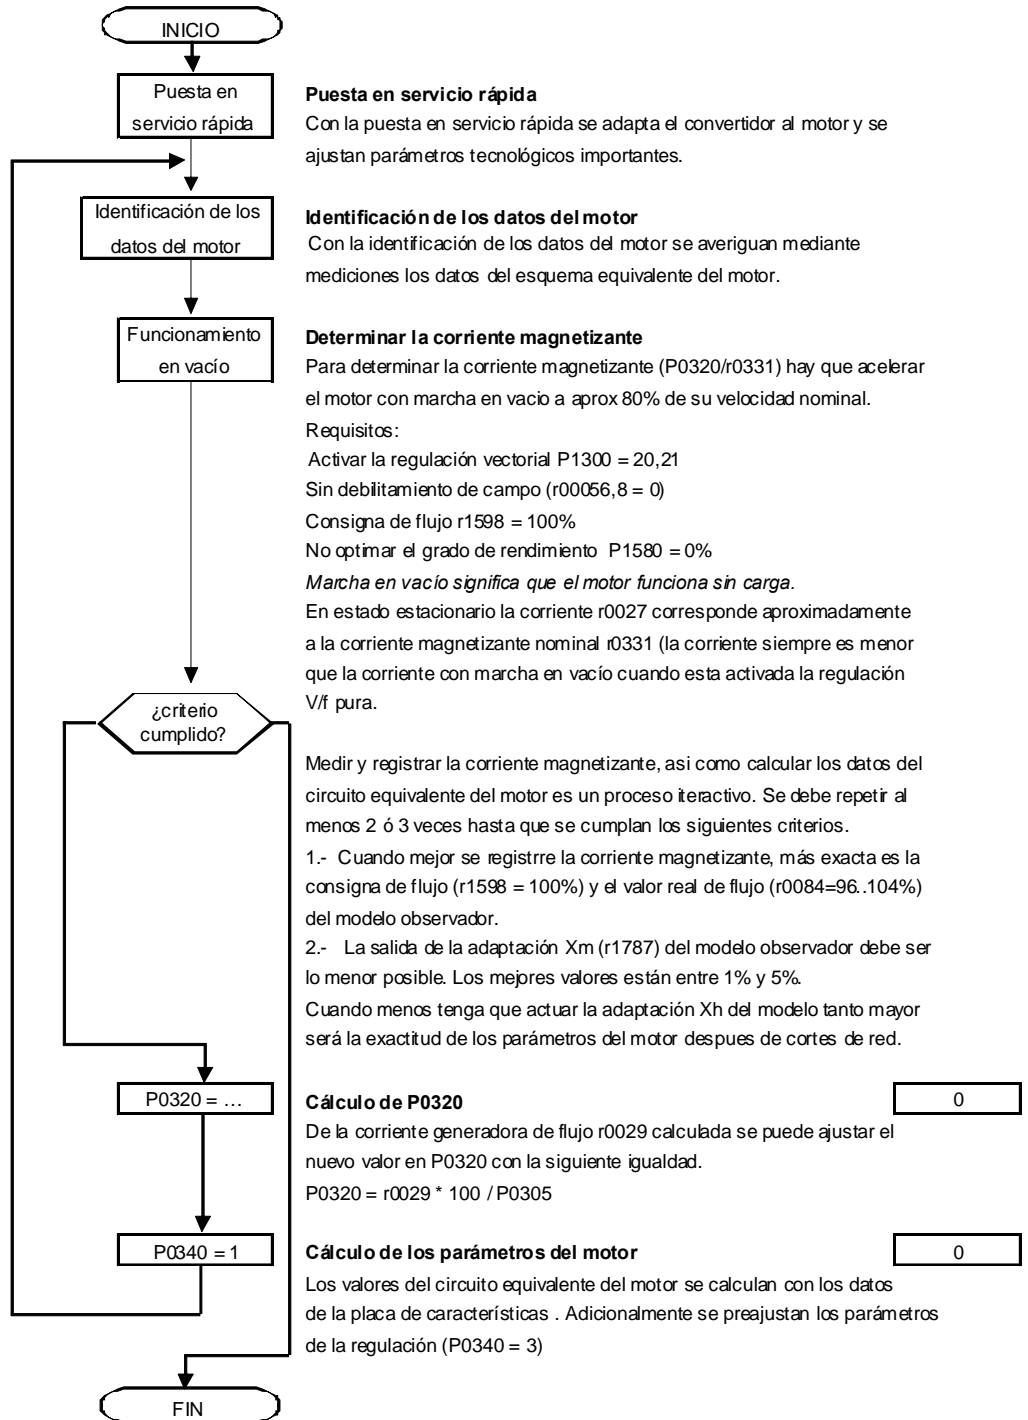 INICIO
Puesta en
servicio rápida
Puesta en servicio rápida
Con la puesta en servicio rápida se adapta el convertidor al motor y se
ajustan parámetros tecnológicos importantes.
Identificación de los
datos del motor
Identificación de los datos del motor
Con la identificación de los datos del motor se averiguan mediante
mediciones los datos del esquema equivalente del motor.
Funcionamiento
en vacío
Determinar la corriente magnetizante
Para determinar la corriente magnetizante (P0320/r0331) hay que acelerar
el motor con marcha en vacio a aprox 80% de su velocidad nominal.
Requisitos:
Activar la regulación vectorial P1300 = 20,21
Sin debilitamiento de campo (r00056,8 = 0)
Consigna de flujo r1598 = 100%
No optimar el grado de rendimiento P1580 = 0%
Marcha en vacío significa que el motor funciona sin carga.
En estado estacionario la corriente r0027 corresponde aproximadamente
a la corriente magnetizante nominal r0331 (la corriente siempre es menor
que la corriente con marcha en vacío cuando esta activada la regulación
V/f pura.
¿criterio
cumplido?
Medir y registrar la corriente magnetizante, asi como calcular los datos del
circuito equivalente del motor es un proceso iteractivo. Se debe repetir al
menos 2 ó 3 veces hasta que se cumplan los siguientes criterios.
1.- Cuando mejor se registrre la corriente magnetizante, más exacta es la
consigna de flujo (r1598 = 100%) y el valor real de flujo (r0084=96..104%)
del modelo observador.
2.- La salida de la adaptación Xm (r1787) del modelo observador debe ser
lo menor posible. Los mejores valores están entre 1% y 5%.
Cuando menos tenga que actuar la adaptación Xh del modelo tanto mayor
será la exactitud de los parámetros del motor despues de cortes de red.
P0320 = …
Cálculo de P0320
0
De la corriente generadora de flujo r0029 calculada se puede ajustar el
nuevo valor en P0320 con la siguiente igualdad.
P0320 = r0029 * 100 / P0305
P0340 = 1
Cálculo de los parámetros del motor
0
Los valores del circuito equivalente del motor se calculan con los datos
de la placa de características . Adicionalmente se preajustan los parámetros
de la regulación (P0340 = 3)
FIN